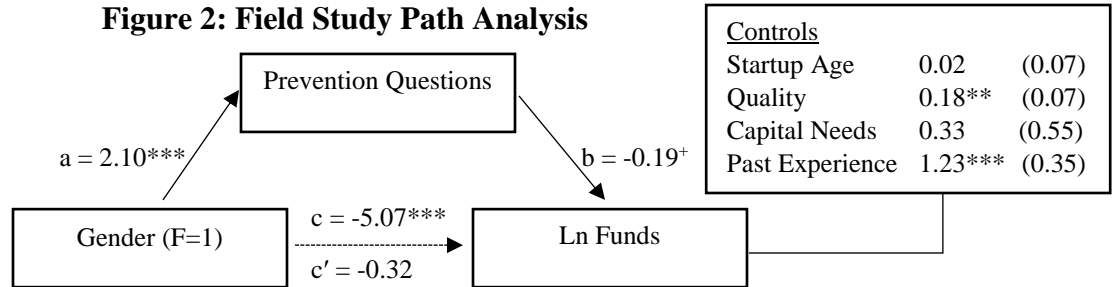 Figure 2: Field Study Path Analysis
Prevention Questions
a = 2.10***
b = -0.19⁺
Gender (F=1)
c = -5.07***
c′ = -0.32
Ln Funds
Controls
Startup Age 0.02 (0.07)
Quality 0.18** (0.07)
Capital Needs 0.33 (0.55)
Past Experience 1.23*** (0.35)